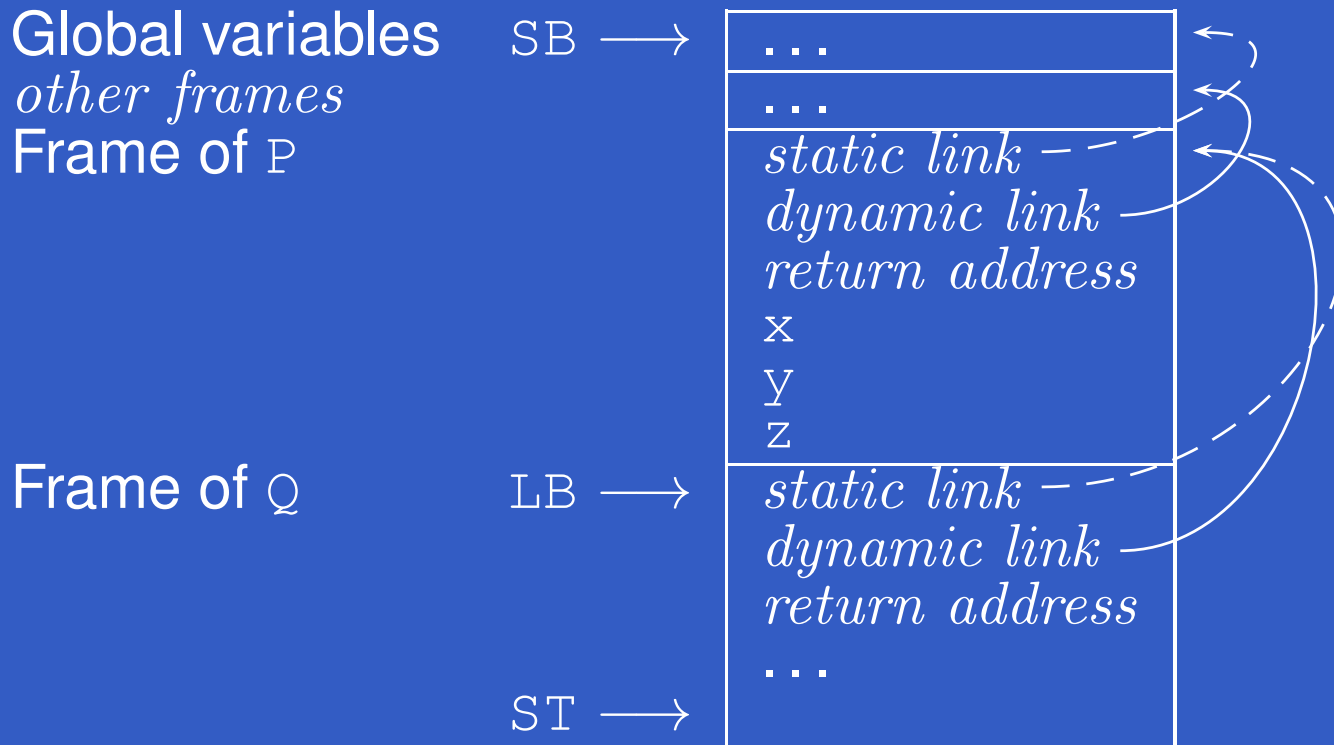 Global variables SB ...
other frames ...
Frame of P static link
dynamic link
return address
x
y
z
Frame of Q LB static link
dynamic link
return address
...
ST